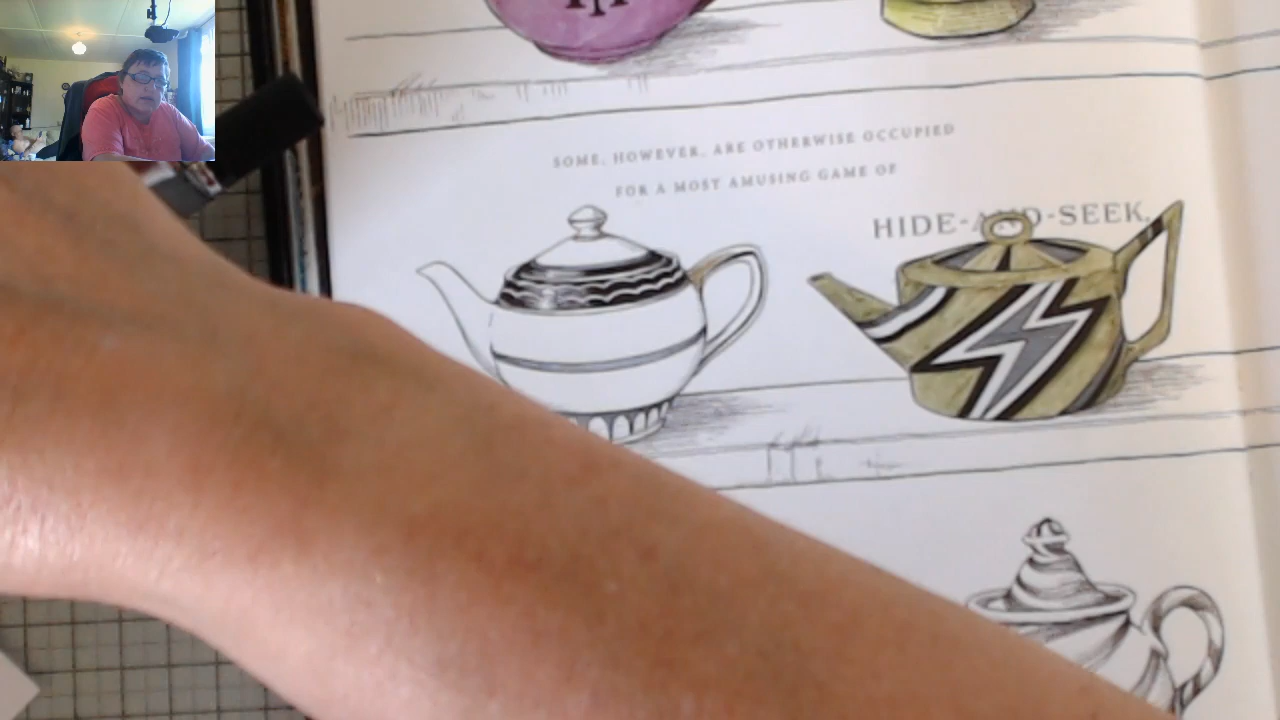 SOME, HOWEVER, ARE OTHERWISE OCCUPIED
FOR A MOST AMUSING GAME OF
HIDE-AND-SEEK,